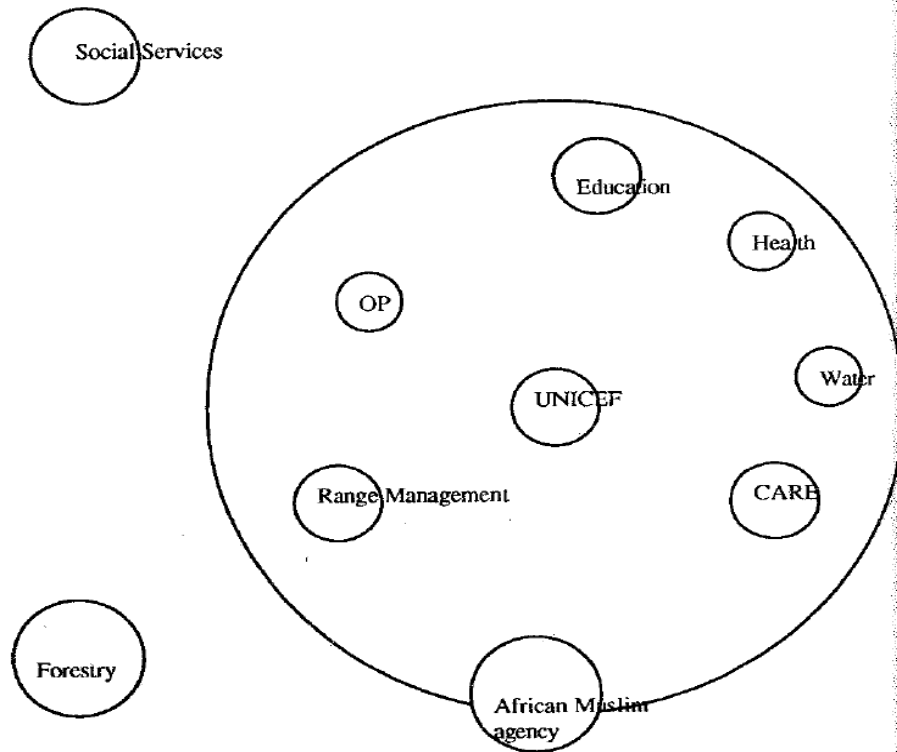 Social Services
Education
Health
OP
Water
UNICEF
Range Management
CARE
Forestry
African Muslim
agency